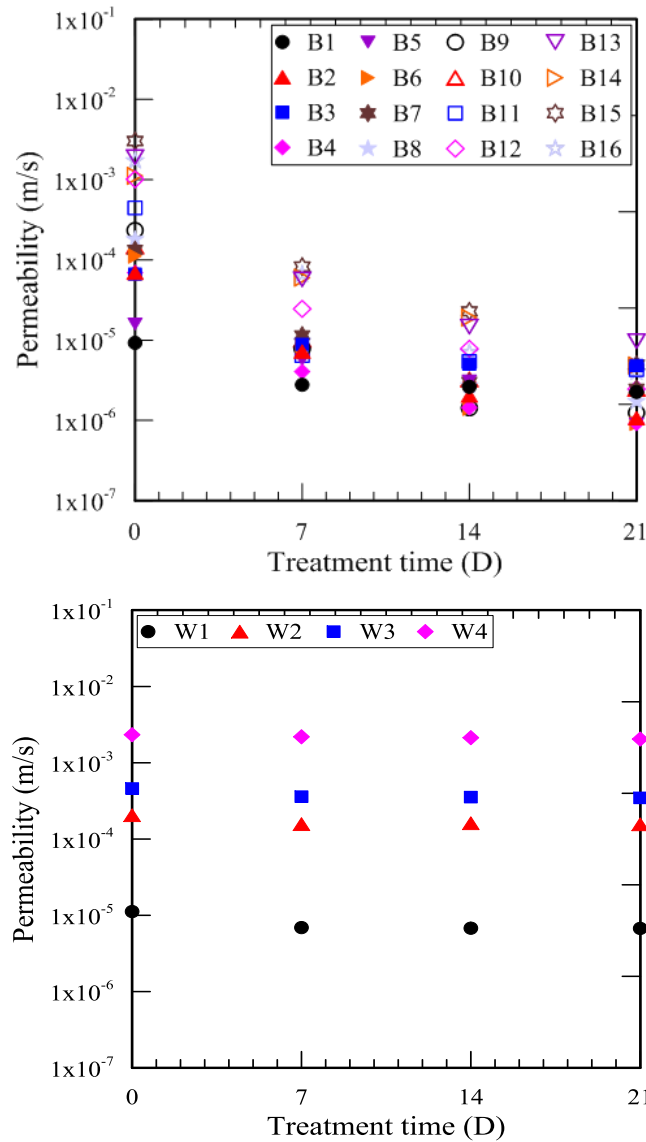 1x10⁻¹
1x10⁻²
1x10⁻³
1x10⁻⁴
1x10⁻⁵
1x10⁻⁶
1x10⁻⁷
Permeability (m/s)
B1 B5 B9 B13
B2 B6 B10 B14
B3 B7 B11 B15
B4 B8 B12 B16
0 7 14 21
Treatment time (D)
1x10⁻¹
1x10⁻²
1x10⁻³
1x10⁻⁴
1x10⁻⁵
1x10⁻⁶
1x10⁻⁷
Permeability (m/s)
W1 W2 W3 W4
0 7 14 21
Treatment time (D)